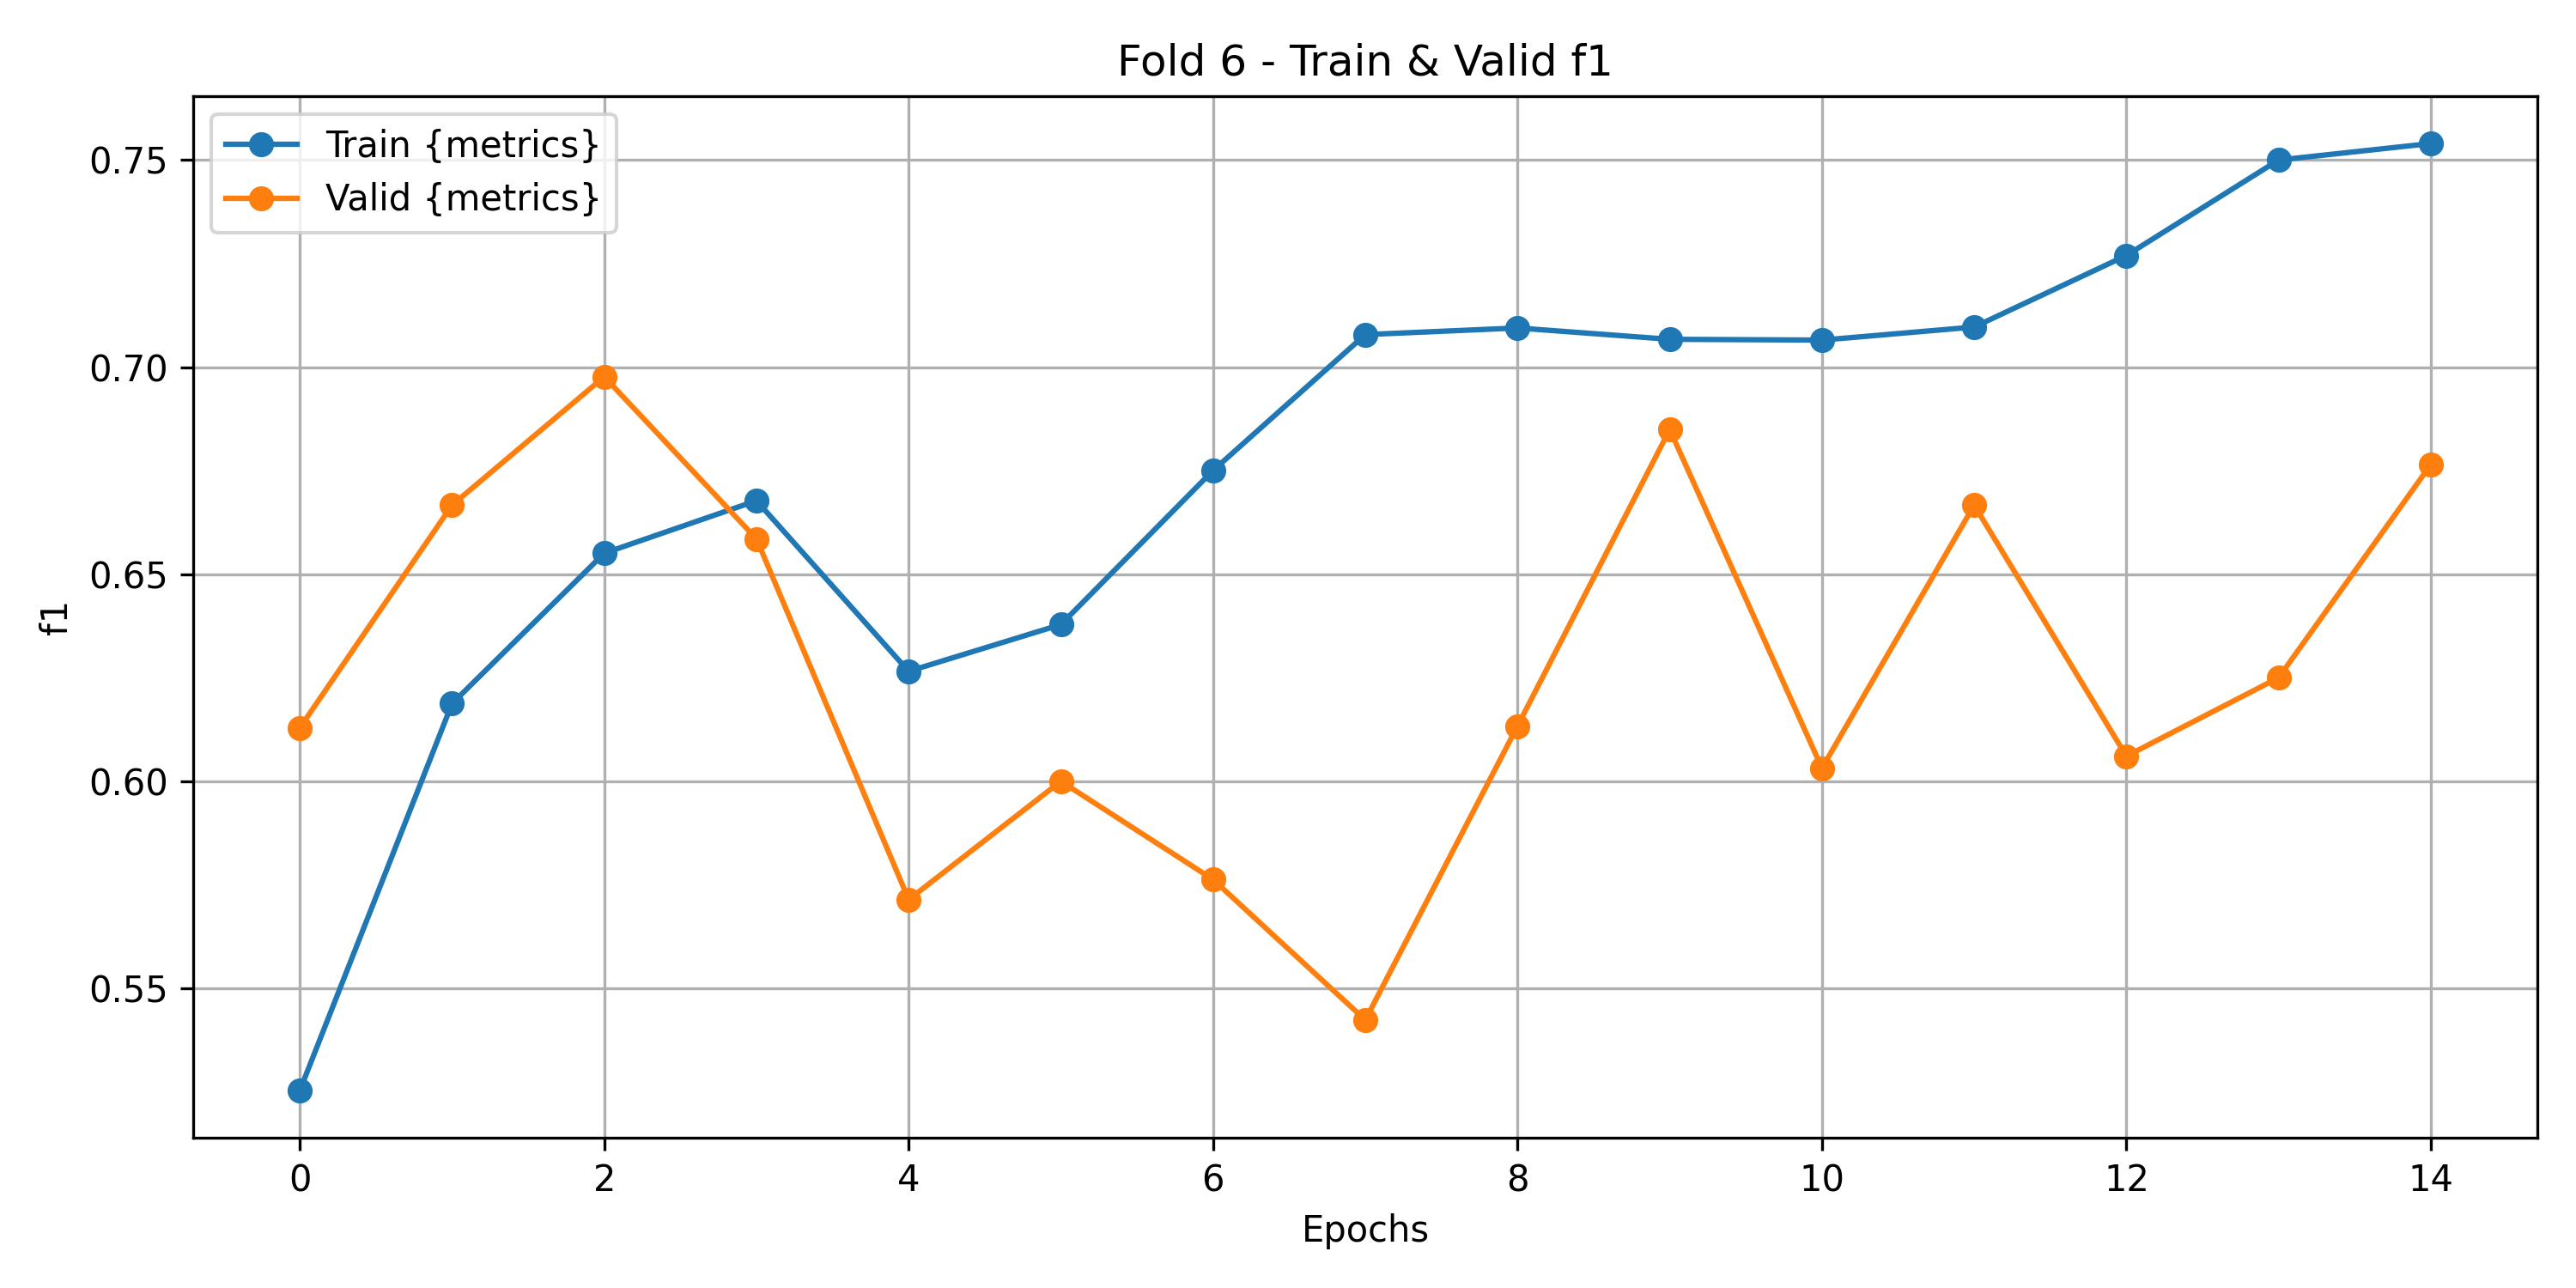 Fold 6 - Train & Valid f1
Train {metrics}
Valid {metrics}
0.75
0.70
0.65
0.60
0.55
f1
0 2 4 6 8 10 12 14
Epochs